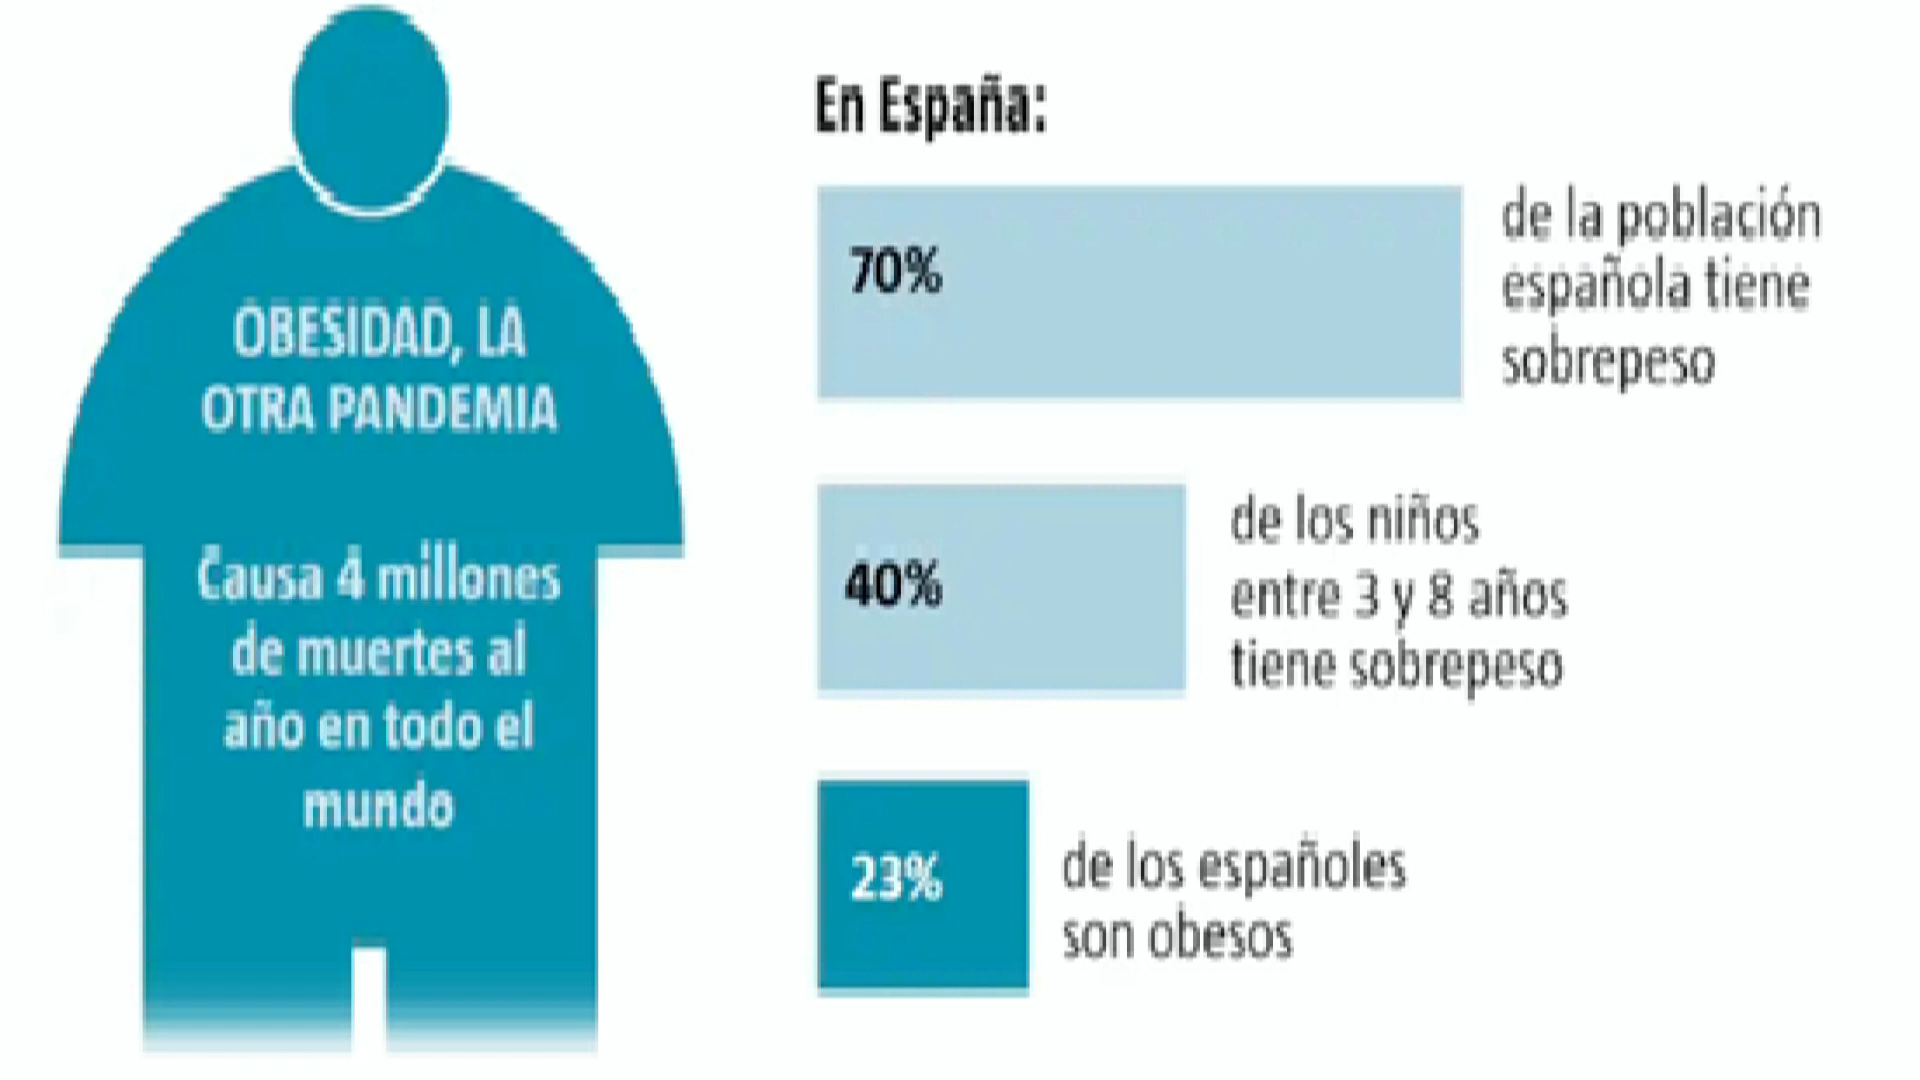 OBESIDAD, LA
OTRA PANDEMIA
Causa 4 millones
de muertes al
año en todo el
mundo
En España:
70%
de la población
española tiene
sobrepeso
40%
de los niños
entre 3 y 8 años
tiene sobrepeso
23%
de los españoles
son obesos